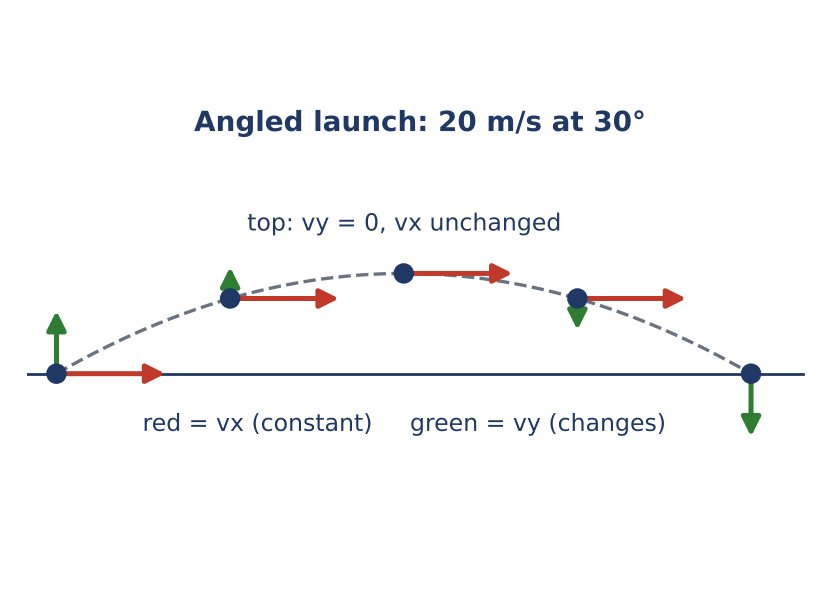 Angled launch: 20 m/s at 30°
top: vy = 0, vx unchanged
red = vx (constant)
green = vy (changes)